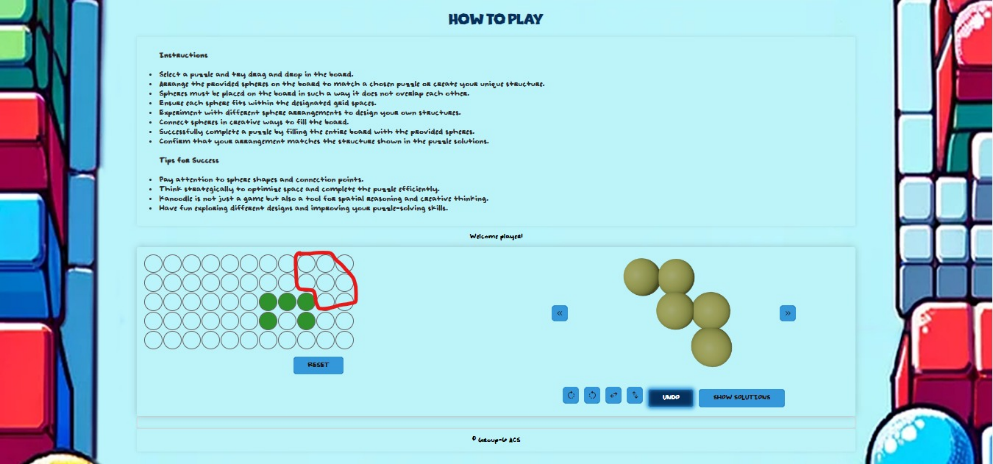 HOW TO PLAY
Instructions
Select a puzzle and try drag and drop in the board.
Arrange the provided spheres on the board to match a chosen puzzle or create your unique structure.
Spheres must be placed on the board in such a way it does not overlap each other.
Ensure each sphere fits within the designated grid spaces.
Experiment with different sphere arrangements to design your own structures.
Connect spheres in creative ways to fill the board.
Successfully complete a puzzle by filling the entire board with the provided spheres.
Confirm that your arrangement matches the structure shown in the puzzle solutions.
Tips for Success
Pay attention to sphere shapes and connection points.
Think strategically to optimize space and complete the puzzle efficiently.
Kanoodle is not just a game but also a tool for spatial reasoning and creative thinking.
Have fun exploring different designs and improving your puzzle-solving skills.
Welcome player!
«
»
RESET
UNDO
SHOW SOLUTIONS
© Group-G ACS